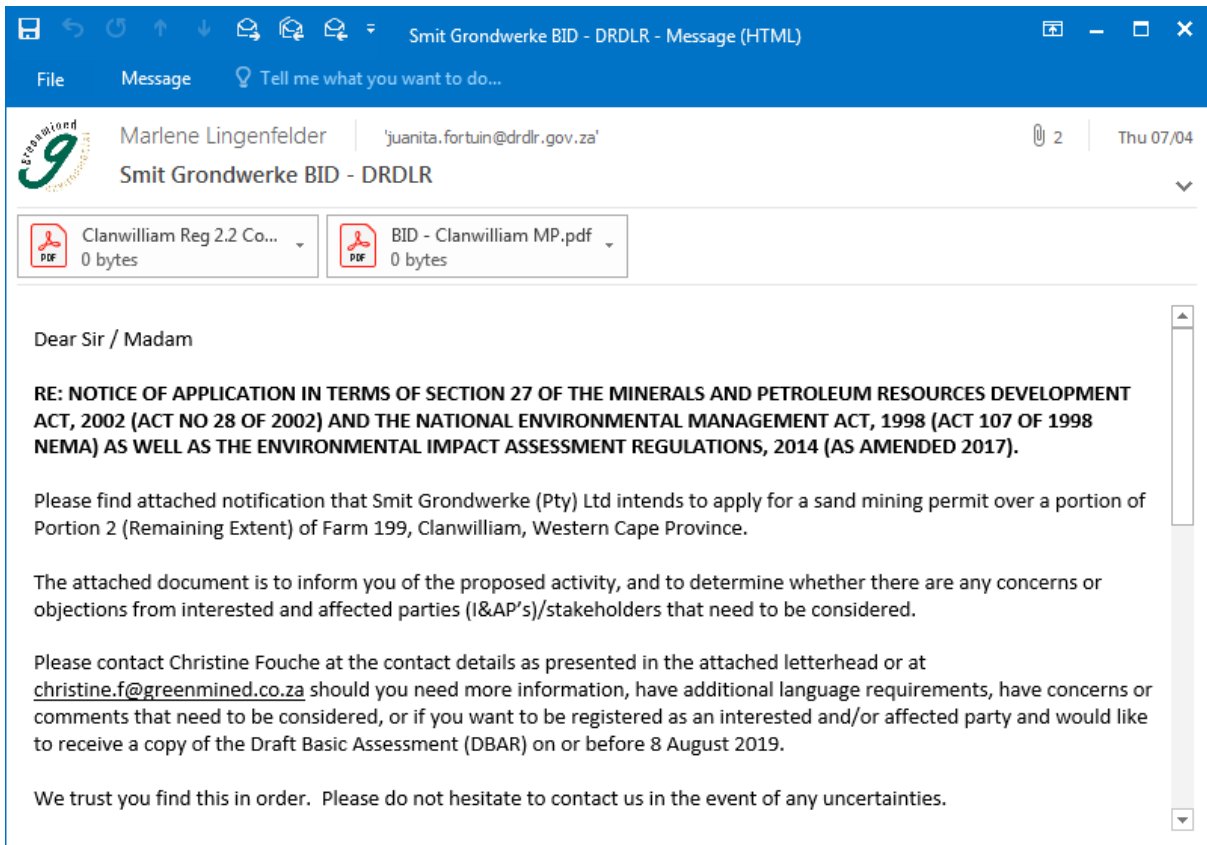 Smit Grondwerke BID - DRDLR - Message (HTML)
File Message Tell me what you want to do...
greenmined
Marlene Lingenfelder 'juanita.fortuin@drdlr.gov.za' 2 Thu 07/04
Smit Grondwerke BID - DRDLR
PDF Clanwilliam Reg 2.2 Co... PDF BID - Clanwilliam MP.pdf
0 bytes 0 bytes
Dear Sir / Madam
RE: NOTICE OF APPLICATION IN TERMS OF SECTION 27 OF THE MINERALS AND PETROLEUM RESOURCES DEVELOPMENT
ACT, 2002 (ACT NO 28 OF 2002) AND THE NATIONAL ENVIRONMENTAL MANAGEMENT ACT, 1998 (ACT 107 OF 1998
NEMA) AS WELL AS THE ENVIRONMENTAL IMPACT ASSESSMENT REGULATIONS, 2014 (AS AMENDED 2017).
Please find attached notification that Smit Grondwerke (Pty) Ltd intends to apply for a sand mining permit over a portion of
Portion 2 (Remaining Extent) of Farm 199, Clanwilliam, Western Cape Province.
The attached document is to inform you of the proposed activity, and to determine whether there are any concerns or
objections from interested and affected parties (I&AP's)/stakeholders that need to be considered.
Please contact Christine Fouche at the contact details as presented in the attached letterhead or at
christine.f@greenmined.co.za should you need more information, have additional language requirements, have concerns or
comments that need to be considered, or if you want to be registered as an interested and/or affected party and would like
to receive a copy of the Draft Basic Assessment (DBAR) on or before 8 August 2019.
We trust you find this in order.  Please do not hesitate to contact us in the event of any uncertainties.